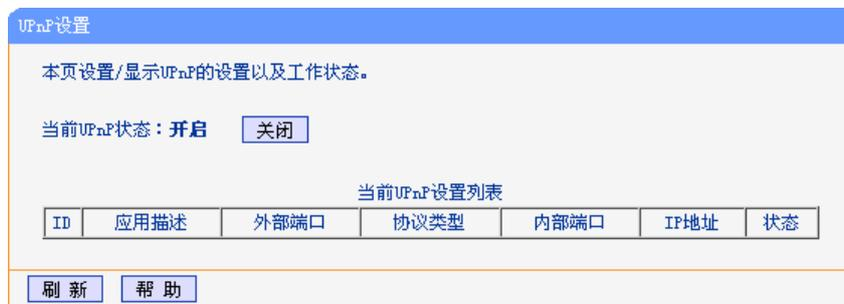 UPnP设置
本页设置/显示UPnP的设置以及工作状态。
当前UPnP状态：开启 关闭
当前UPnP设置列表
ID 应用描述 外部端口 协议类型 内部端口 IP地址 状态
刷新 帮助